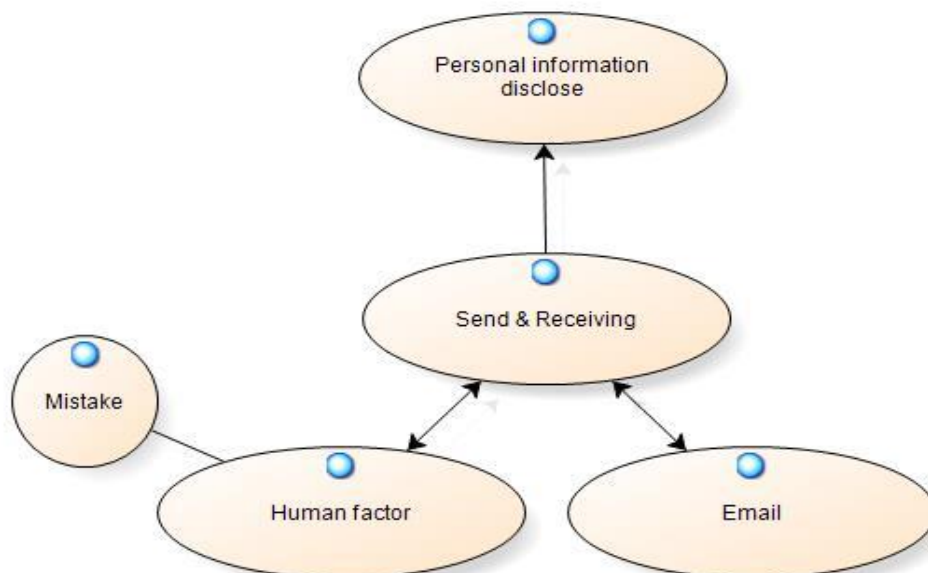 Personal information
disclose
Send & Receiving
Mistake
Human factor
Email